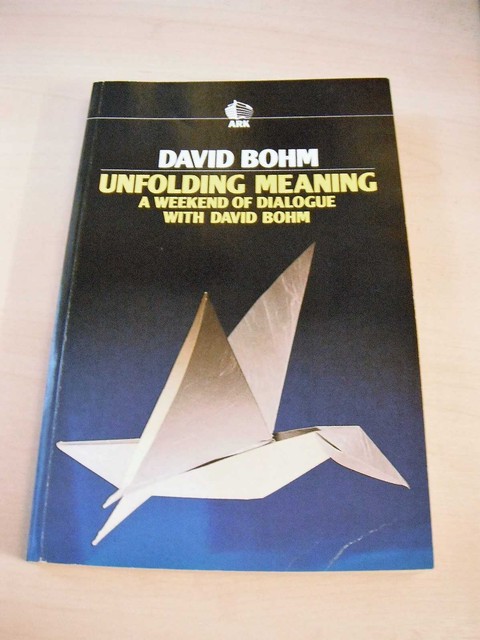 ARK
DAVID BOHM
UNFOLDING MEANING
A WEEKEND OF DIALOGUE
WITH DAVID BOHM